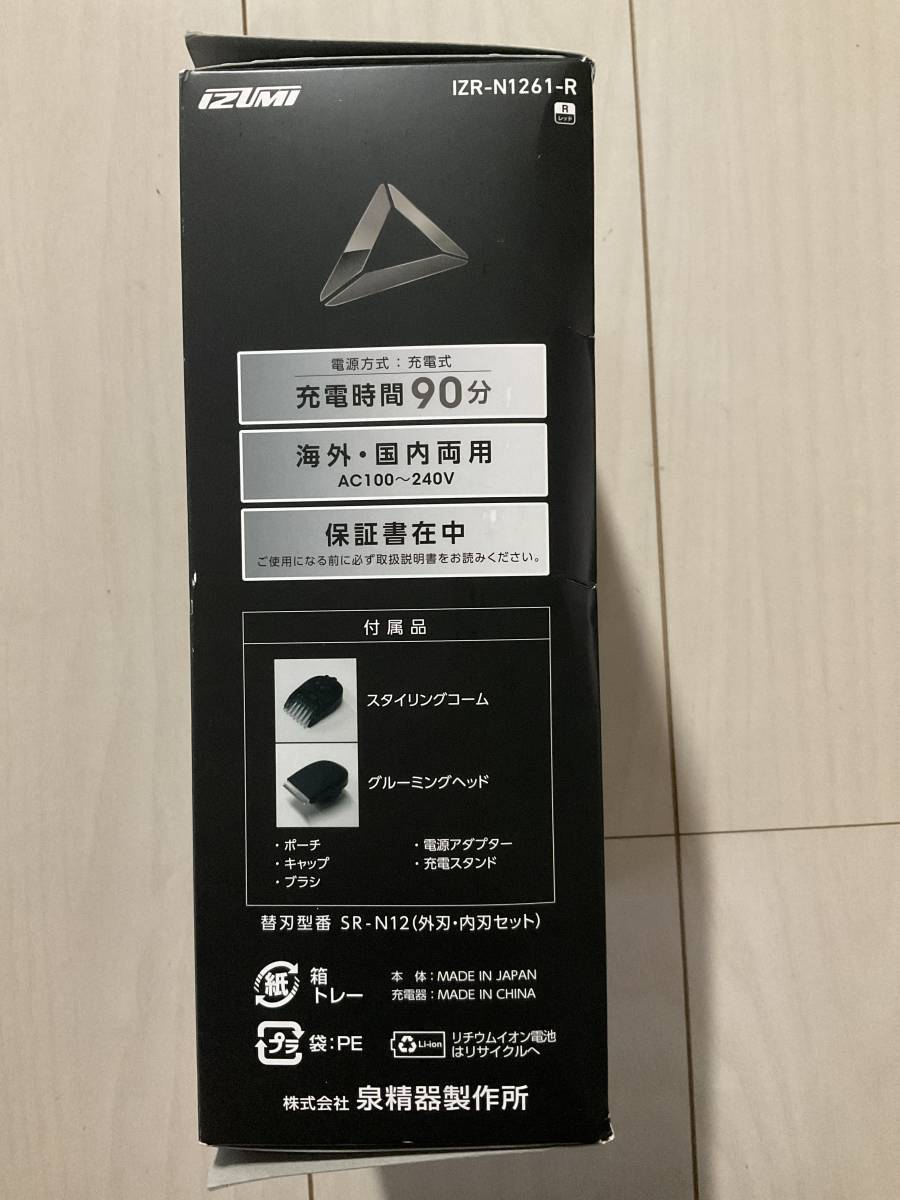 IZUMI
IZR-N1261-R
R
レッド
電源方式：充電式
充電時間90分
海外・国内両用
AC100〜240V
保証書在中
ご使用になる前に必ず取扱説明書をお読みください。
付属品
スタイリングコーム
グルーミングヘッド
・ポーチ
・キャップ
・ブラシ
・電源アダプター
・充電スタンド
替刃型番 SR-N12(外刃・内刃セット)
紙
箱
トレー
本 体：MADE IN JAPAN
充電器：MADE IN CHINA
プラ
袋：PE
Li-ion
リチウムイオン電池
はリサイクルへ
株式会社 泉精器製作所